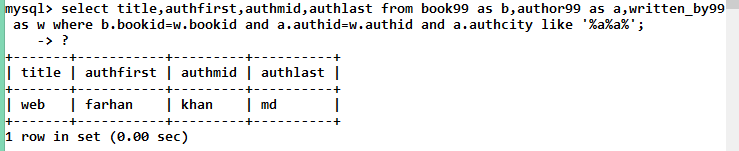 mysql> select title,authfirst,authmid,authlast from book99 as b,author99 as a,written_by99
as w where b.bookid=w.bookid and a.authid=w.authid and a.authcity like '%a%a%';
-> ?
+-------+-----------+---------+----------+
| title | authfirst | authmid | authlast |
+-------+-----------+---------+----------+
| web   | farhan    | khan    | md       |
+-------+-----------+---------+----------+
1 row in set (0.00 sec)